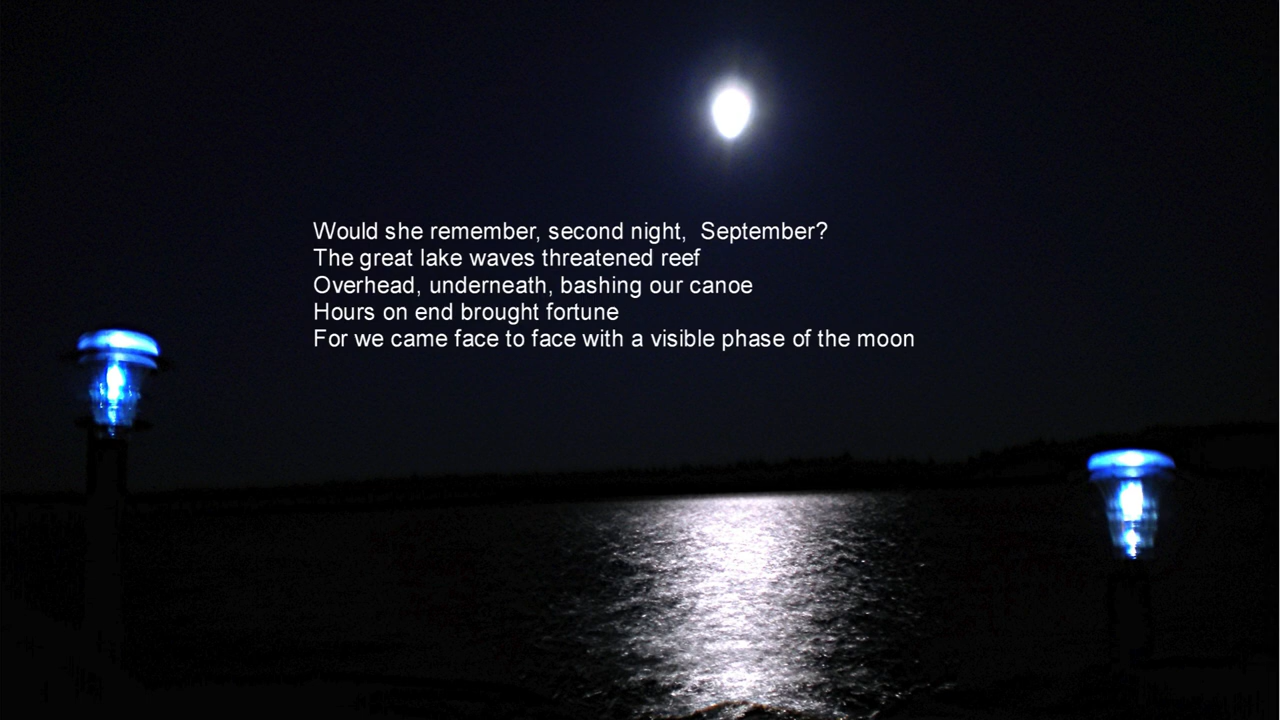 Would she remember, second night,  September?
The great lake waves threatened reef
Overhead, underneath, bashing our canoe
Hours on end brought fortune
For we came face to face with a visible phase of the moon